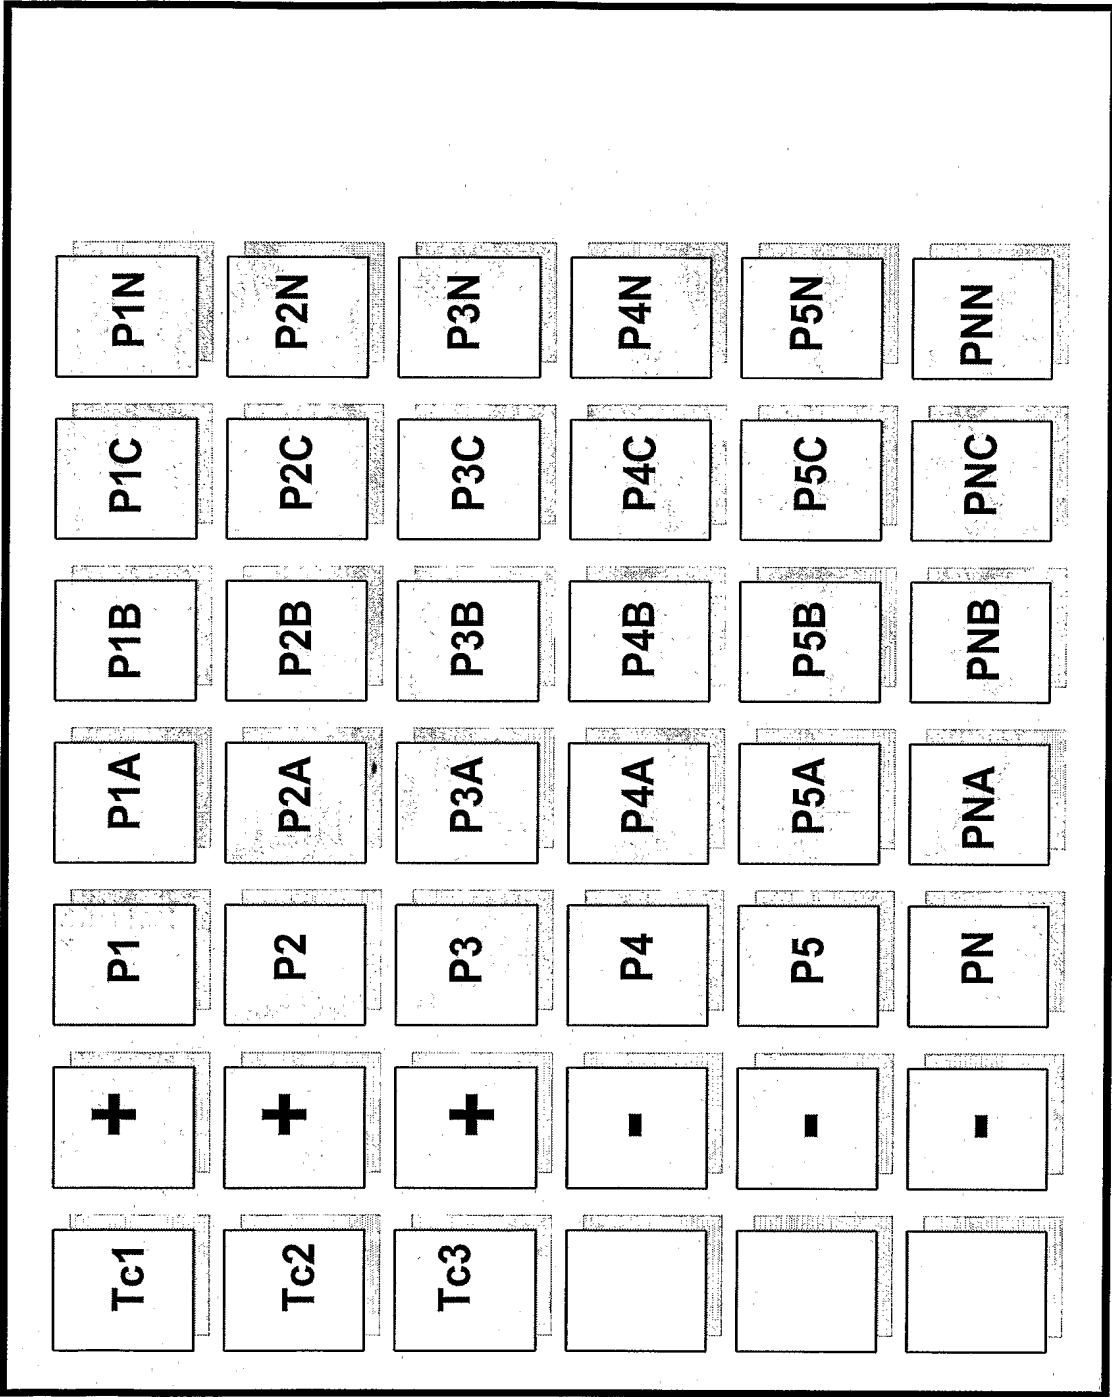 Tc1 + P1 P1A P1B P1C P1N
Tc2 + P2 P2A P2B P2C P2N
Tc3 + P3 P3A P3B P3C P3N
- P4 P4A P4B P4C P4N
- P5 P5A P5B P5C P5N
- PN PNA PNB PNC PNN